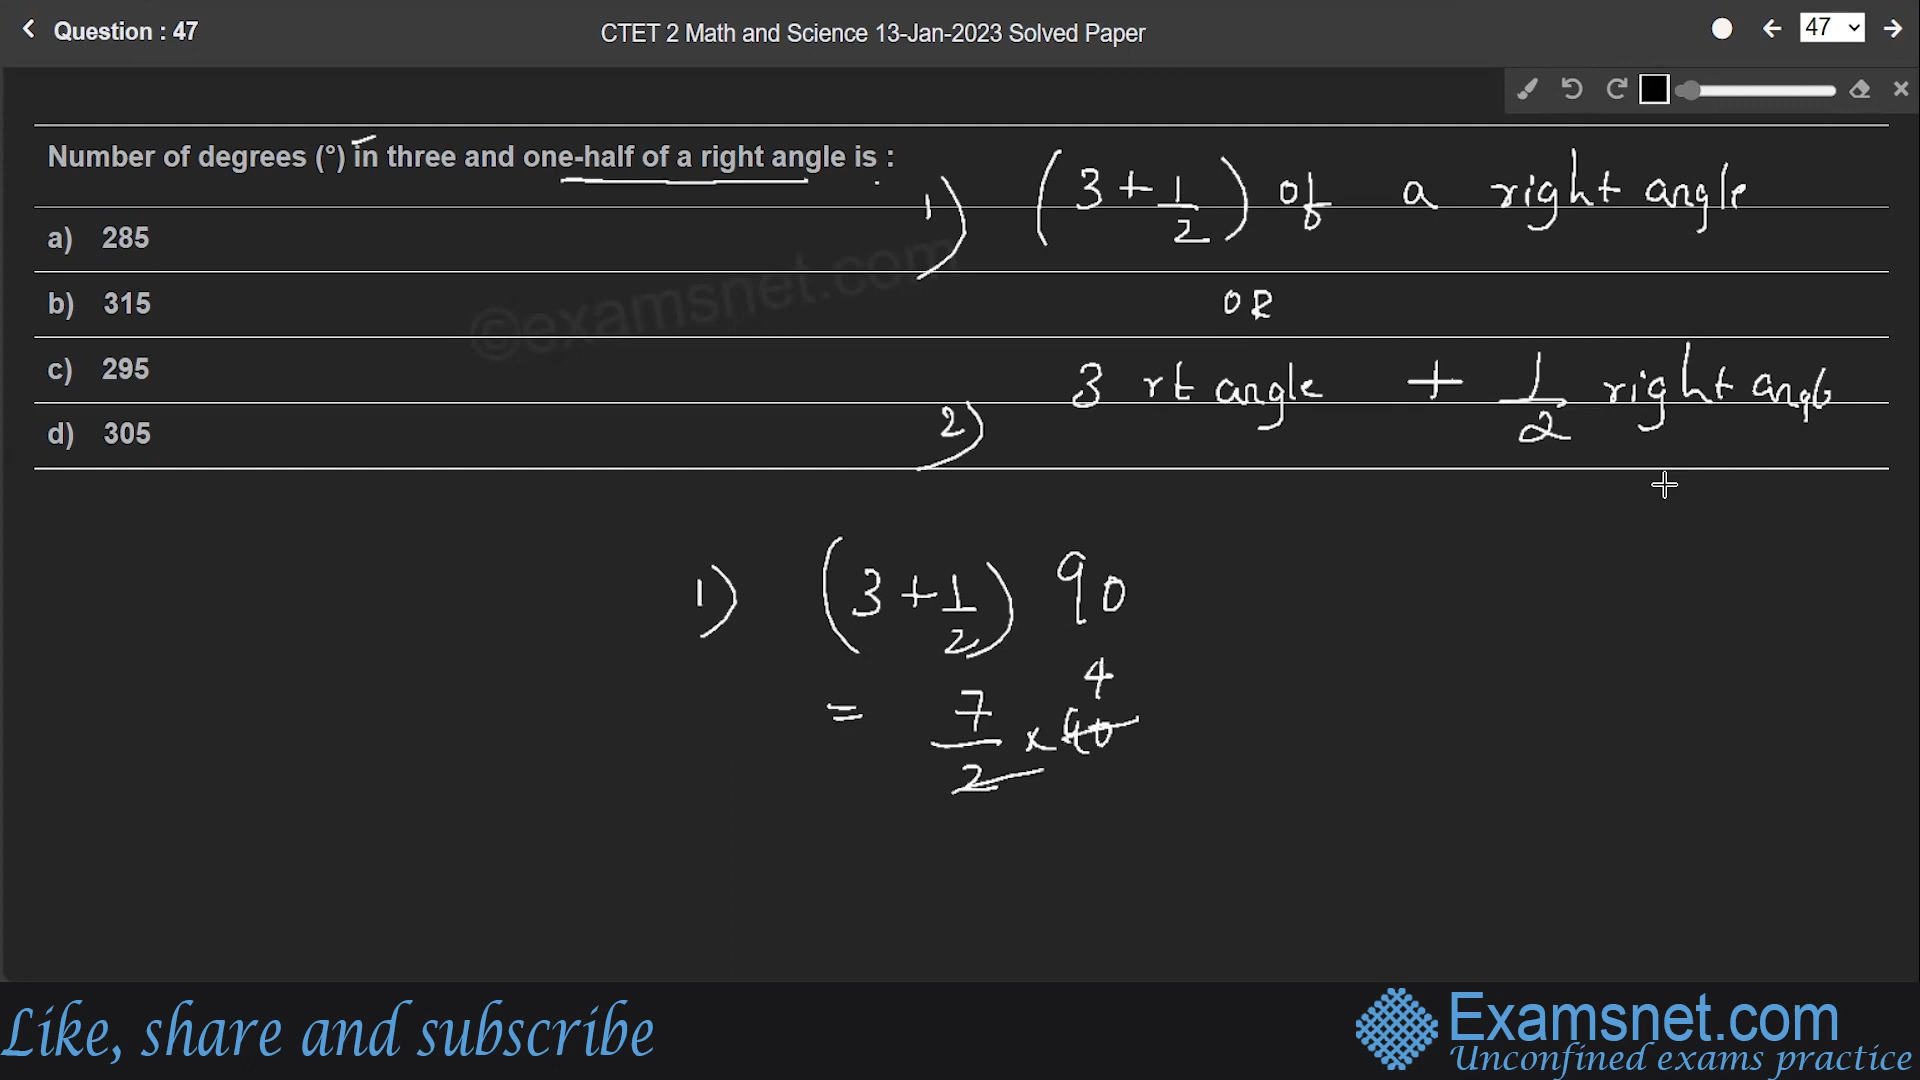 Question : 47
CTET 2 Math and Science 13-Jan-2023 Solved Paper
47
Number of degrees (°) in three and one-half of a right angle is :
1) (3 + 1/2) of a right angle
a) 285
©examsnet.com
b) 315
OR
c) 295
2) 3 rt angle + 1/2 right angle
d) 305
1) (3 + 1/2) 90
4
= 7/2 x 90
Like, share and subscribe
Examsnet.com
Unconfined exams practice